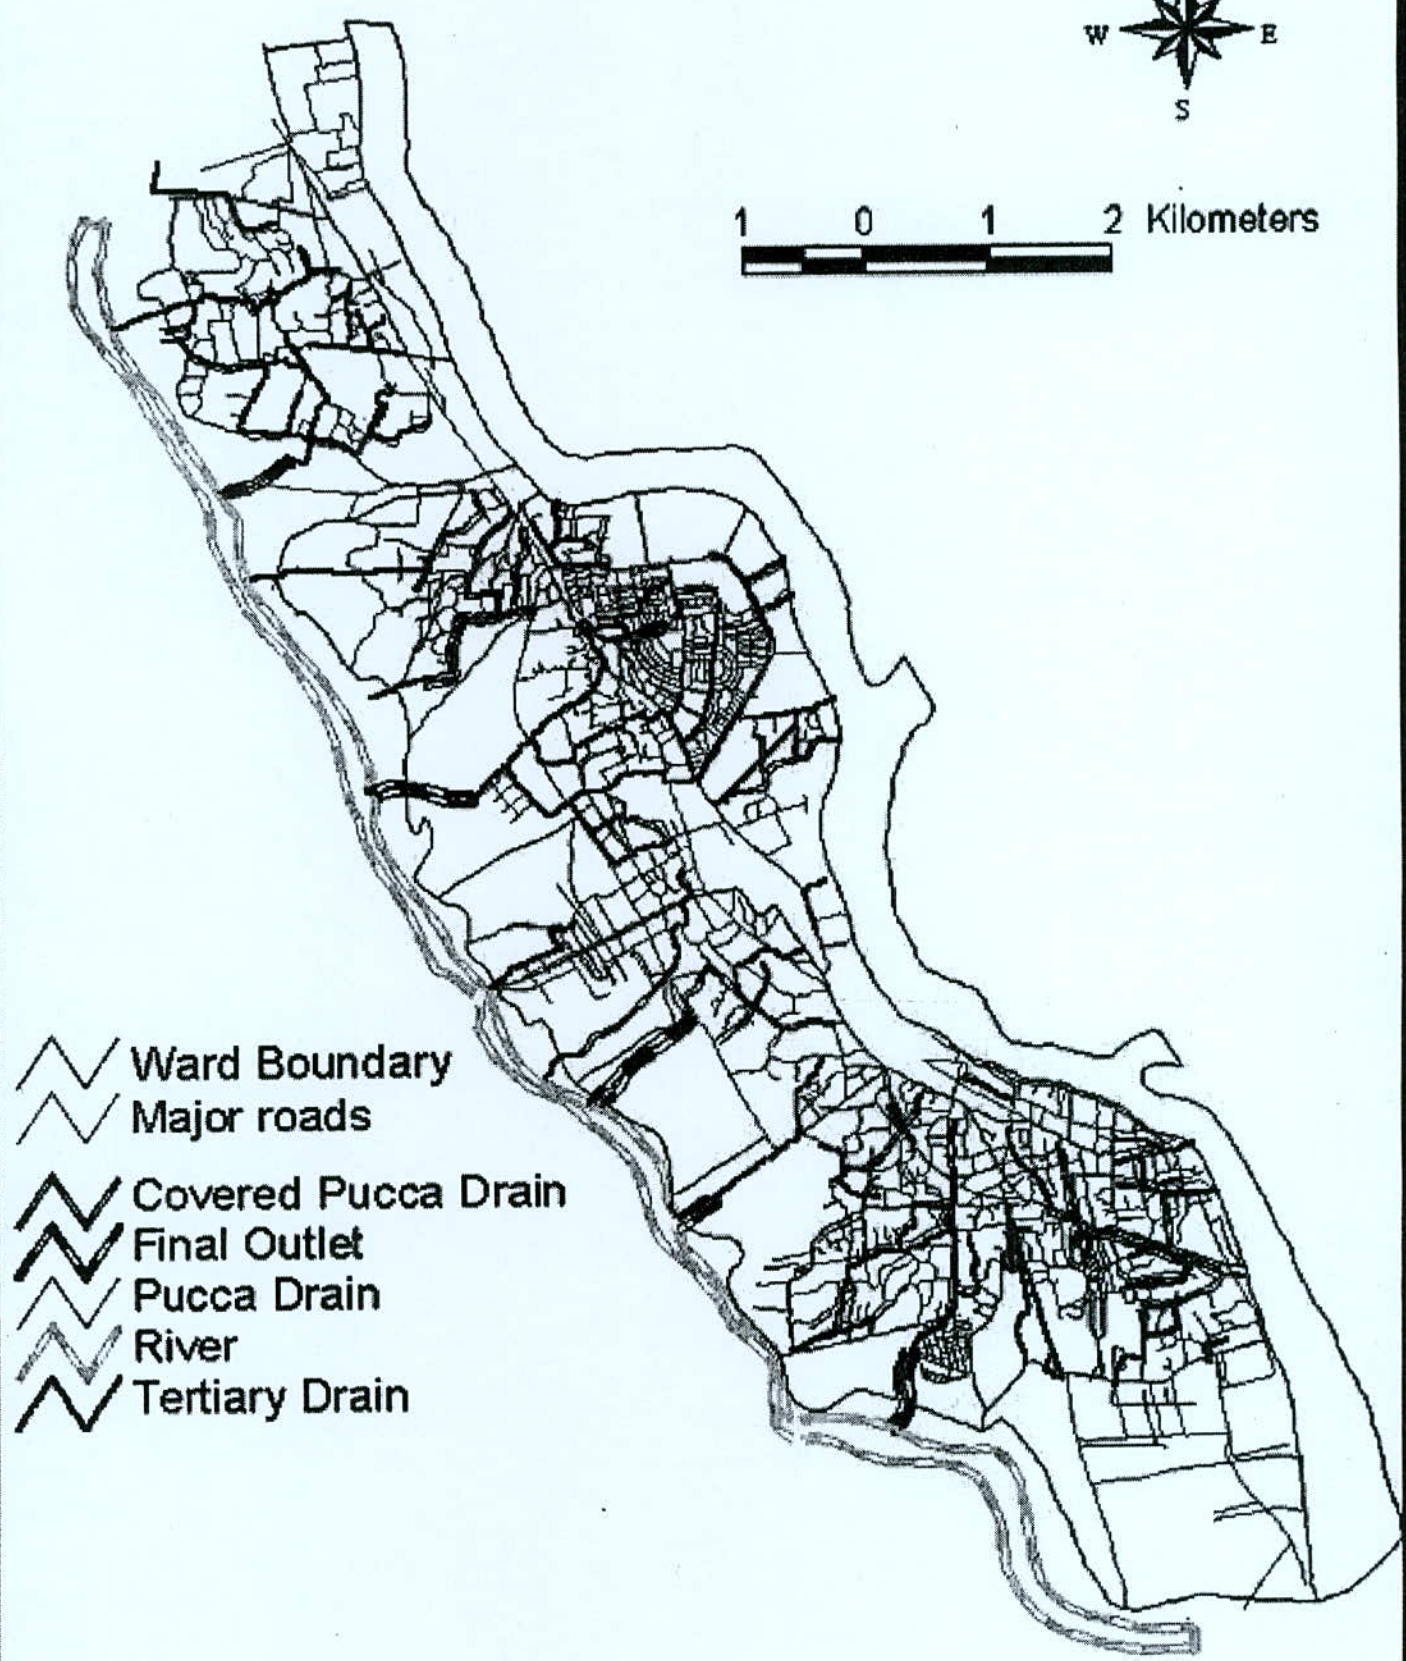 W E
S
1 0 1 2 Kilometers
Ward Boundary
Major roads
Covered Pucca Drain
Final Outlet
Pucca Drain
River
Tertiary Drain